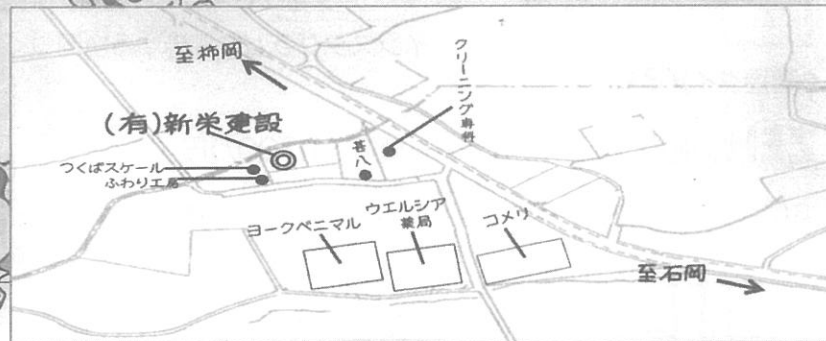 至柿岡
クリーニング専科
(有)新栄建設
甚八
つくばスケール
ふわり工房
ヨークベニマル
ウエルシア
薬局
コメリ
至石岡